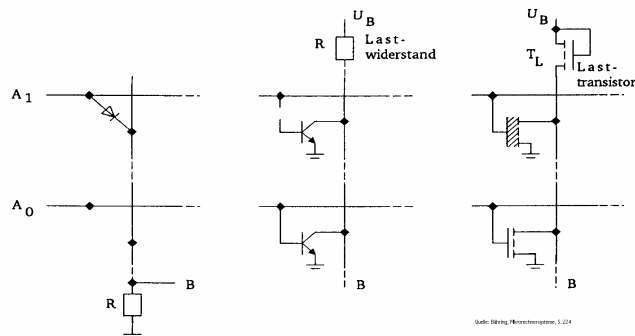 U_B
R
Last-
widerstand
U_B
T_L
Last-
transistor
A_1
A_0
R
B
B
B
Quelle: Bähring, Mikrorechnersysteme, S. 224